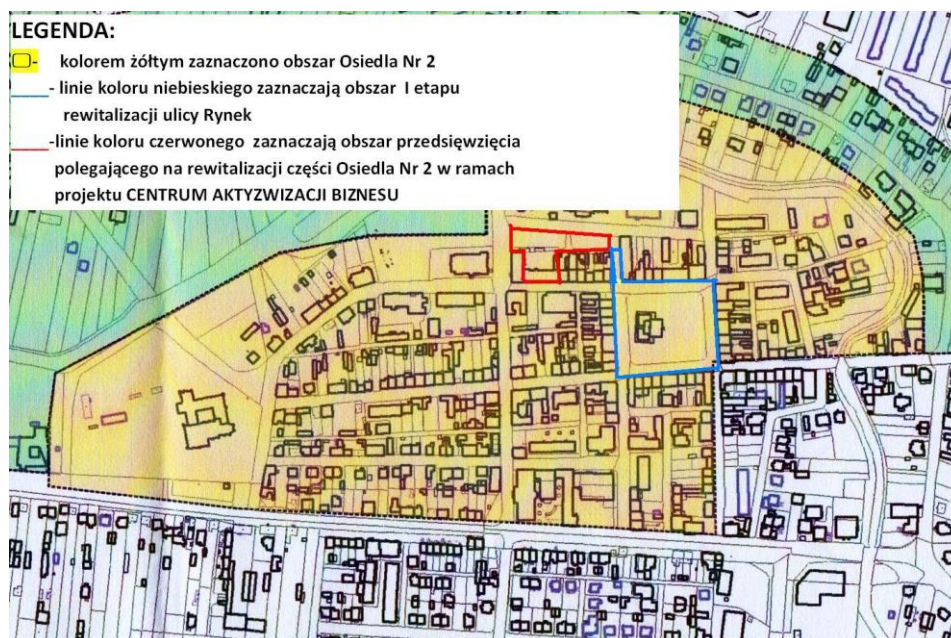 LEGENDA:
- kolorem żółtym zaznaczono obszar Osiedla Nr 2
- linie koloru niebieskiego zaznaczają obszar I etapu
rewitalizacji ulicy Rynek
-linie koloru czerwonego zaznaczają obszar przedsięwzięcia
polegającego na rewitalizacji części Osiedla Nr 2 w ramach
projektu CENTRUM AKTYZWIZACJI BIZNESU